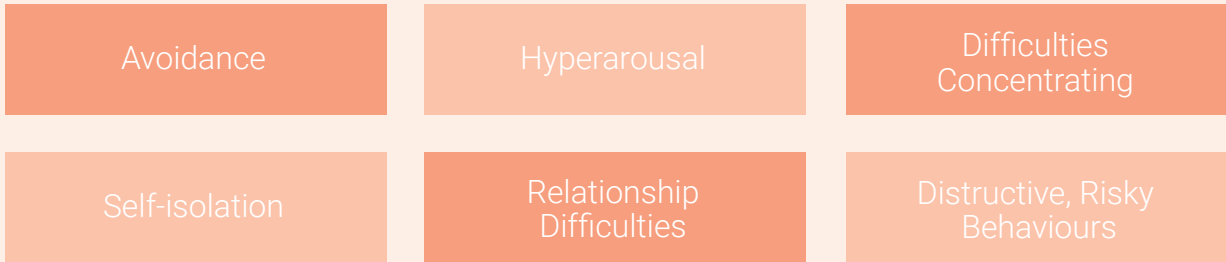 Avoidance
Hyperarousal
Difficulties
Concentrating
Self-isolation
Relationship
Difficulties
Distructive, Risky
Behaviours